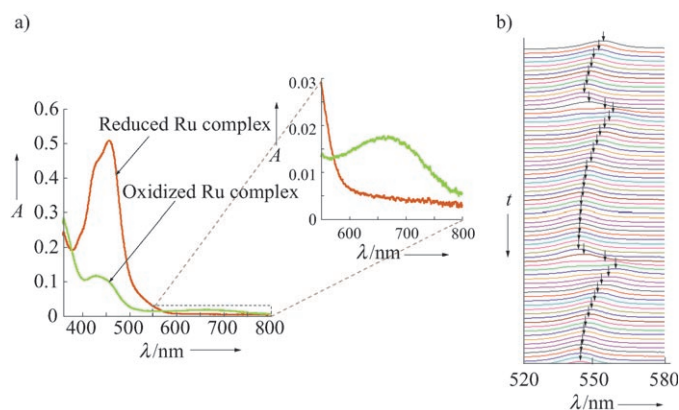 a)
0.6
0.5
0.4
0.3
0.2
0.1
0
A
400
500
600
700
800
λ/nm
Reduced Ru complex
Oxidized Ru complex
0.03
0.02
0.01
0
A
600
700
800
λ/nm
b)
t
520
550
580
λ/nm